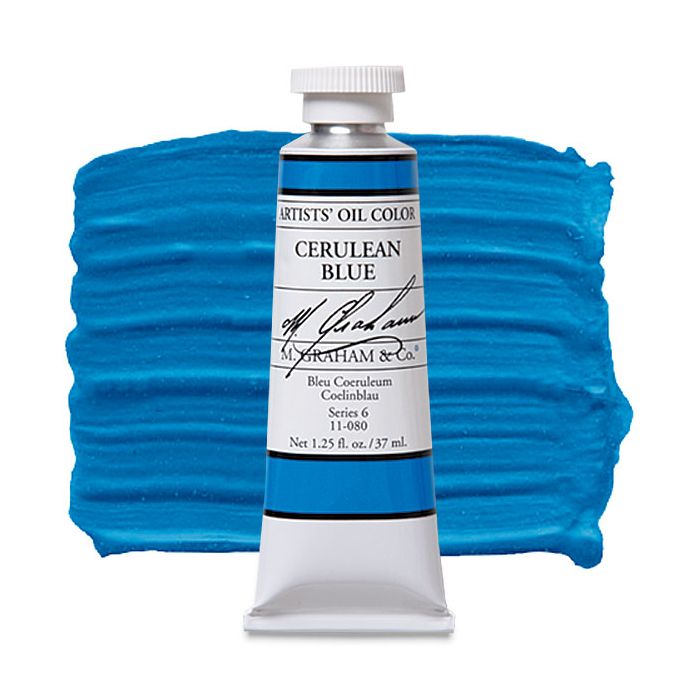 ARTISTS' OIL COLOR
CERULEAN
BLUE
M. Graham
M. GRAHAM & Co.®
Bleu Coeruleum
Coelinblau
Series 6
11-080
Net 1.25 fl. oz. / 37 ml.